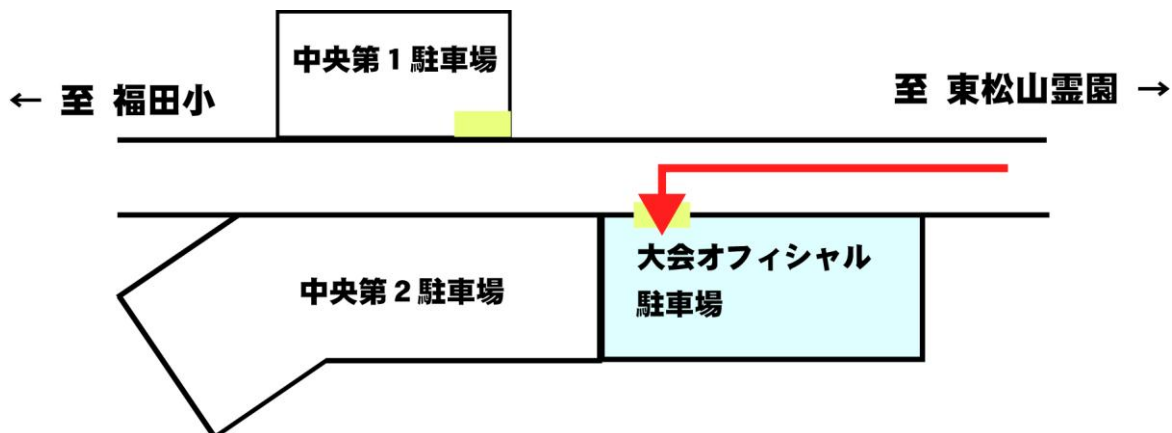 中央第1駐車場
← 至 福田小
至 東松山霊園 →
大会オフィシャル
駐車場
中央第2駐車場